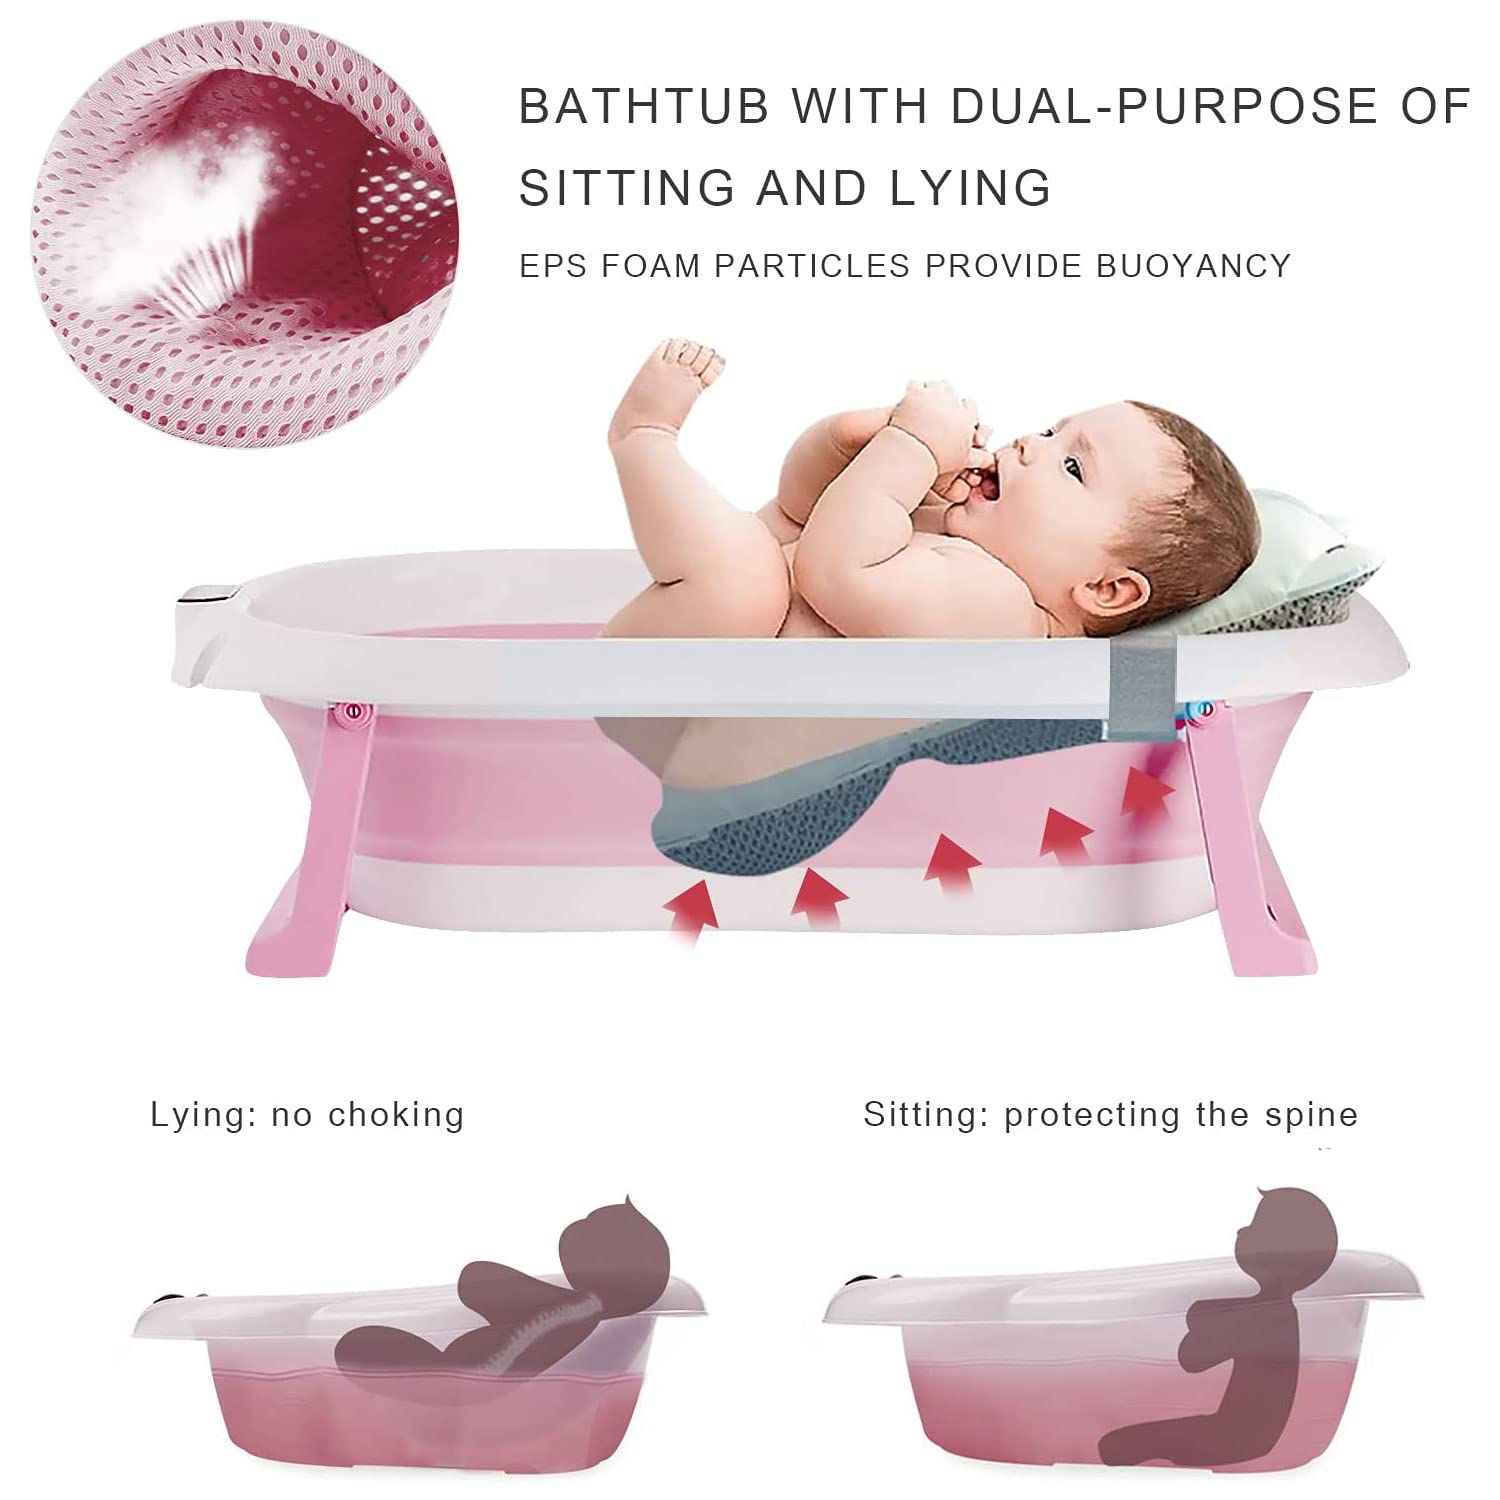 BATHTUB WITH DUAL-PURPOSE OF
SITTING AND LYING
EPS FOAM PARTICLES PROVIDE BUOYANCY
Lying: no choking
Sitting: protecting the spine